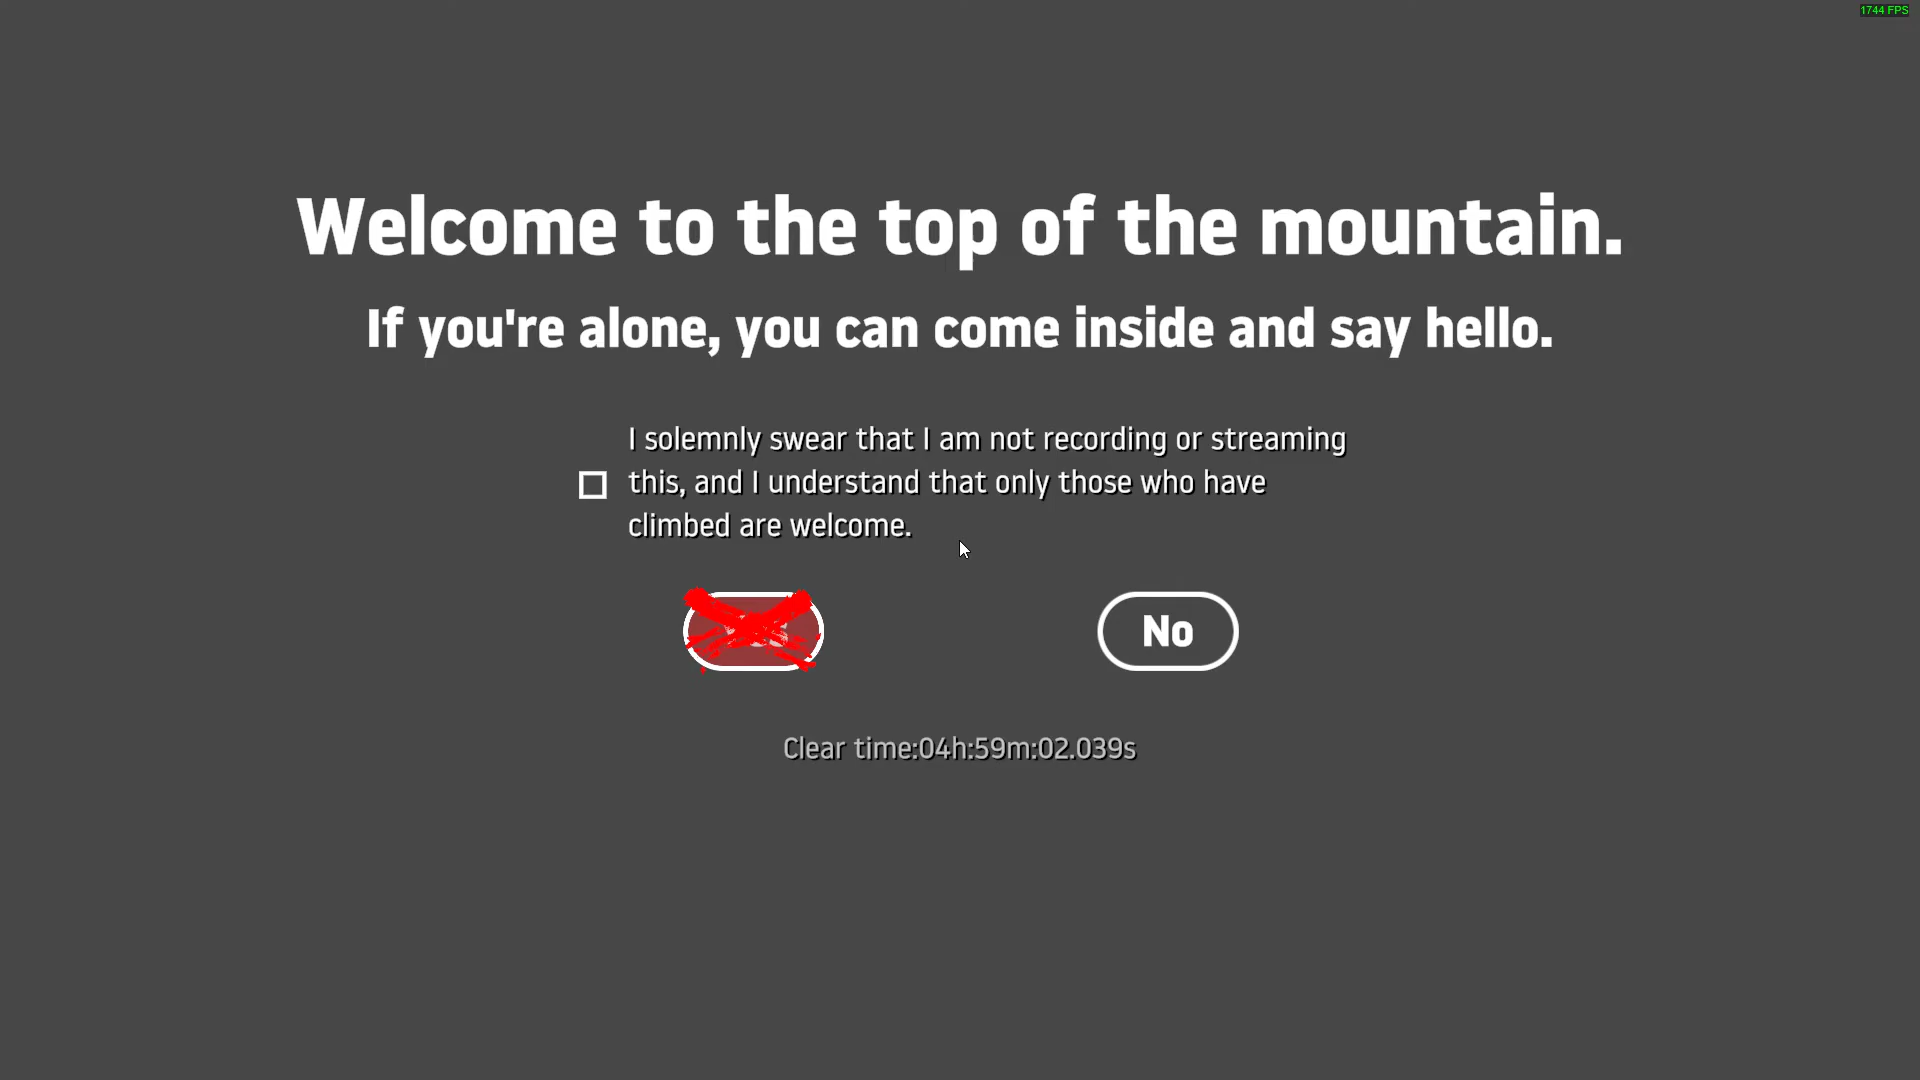 1744 FPS
Welcome to the top of the mountain.
If you're alone, you can come inside and say hello.
I solemnly swear that I am not recording or streaming
this, and I understand that only those who have
climbed are welcome.
No
Clear time:04h:59m:02.039s